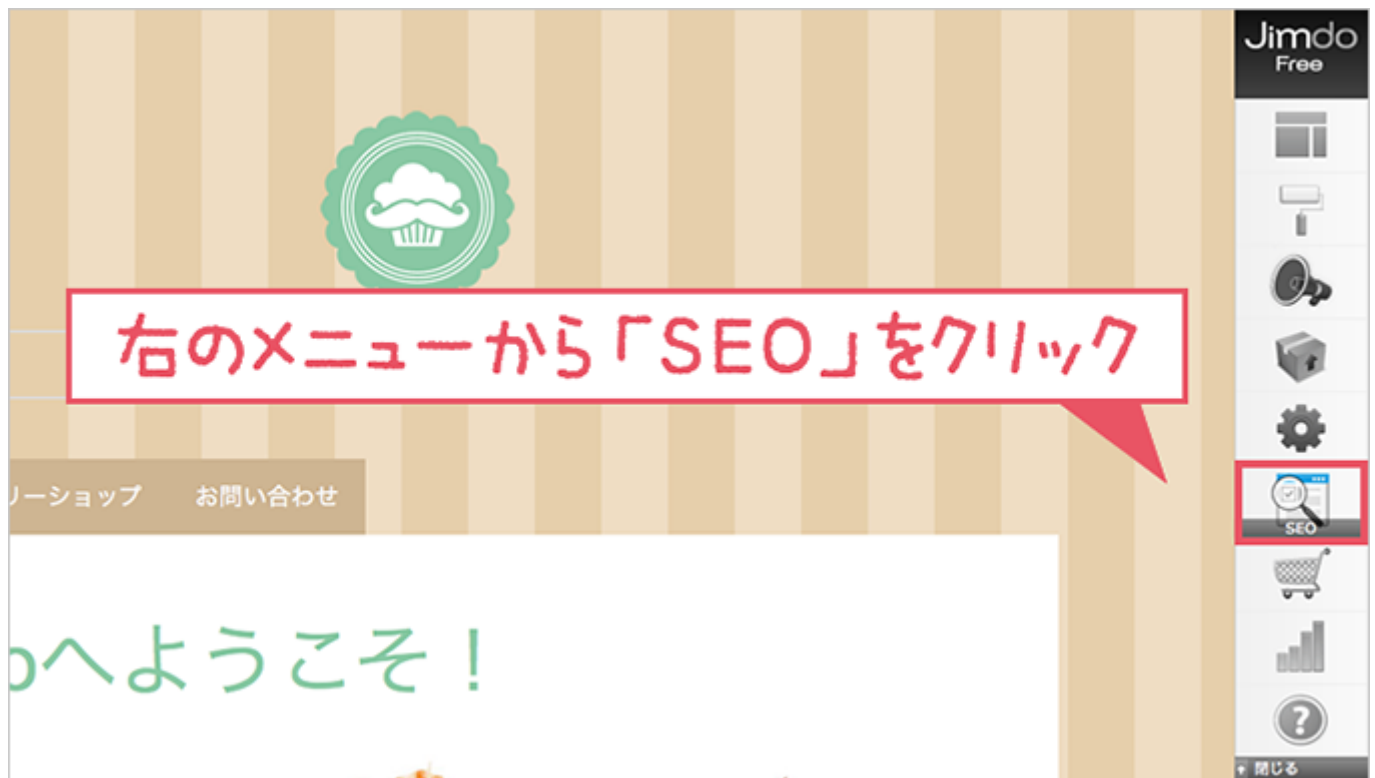 Jimdo
Free
右のメニューから「SEO」をクリック
リーショップ お問い合わせ
SEO
oへようこそ！
閉じる